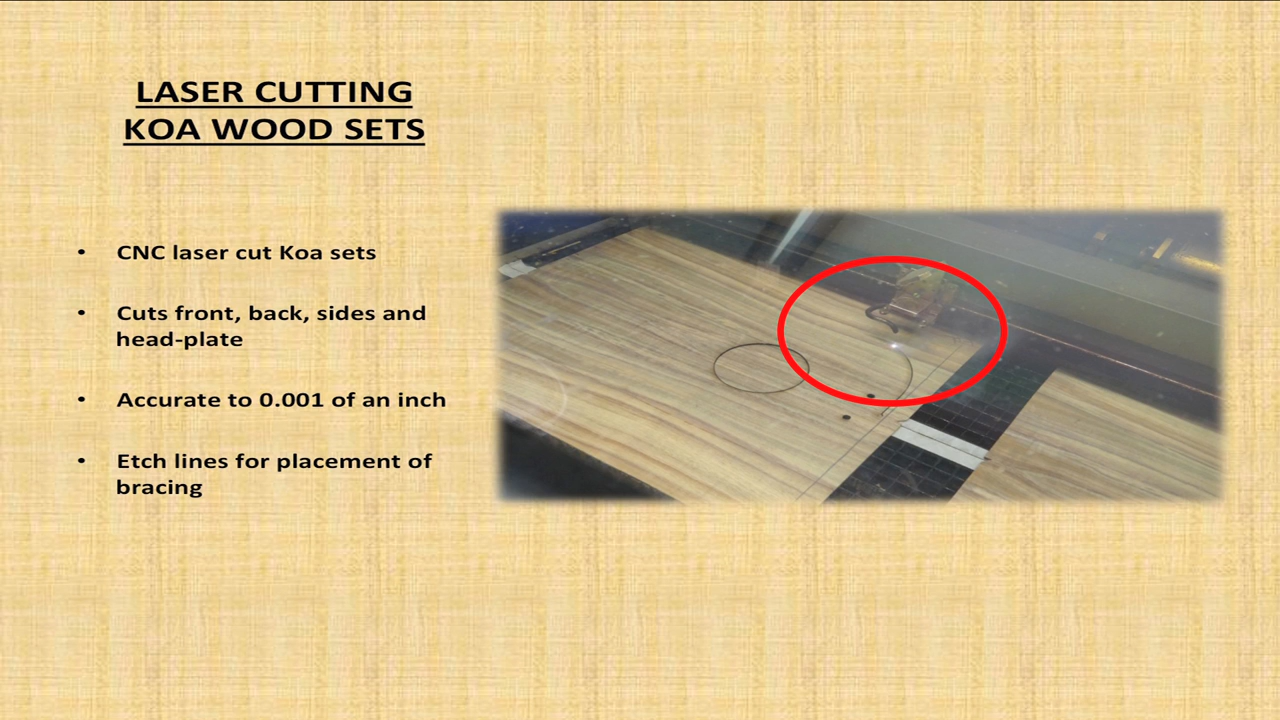 LASER CUTTING
KOA WOOD SETS
• CNC laser cut Koa sets
• Cuts front, back, sides and
head-plate
• Accurate to 0.001 of an inch
• Etch lines for placement of
bracing